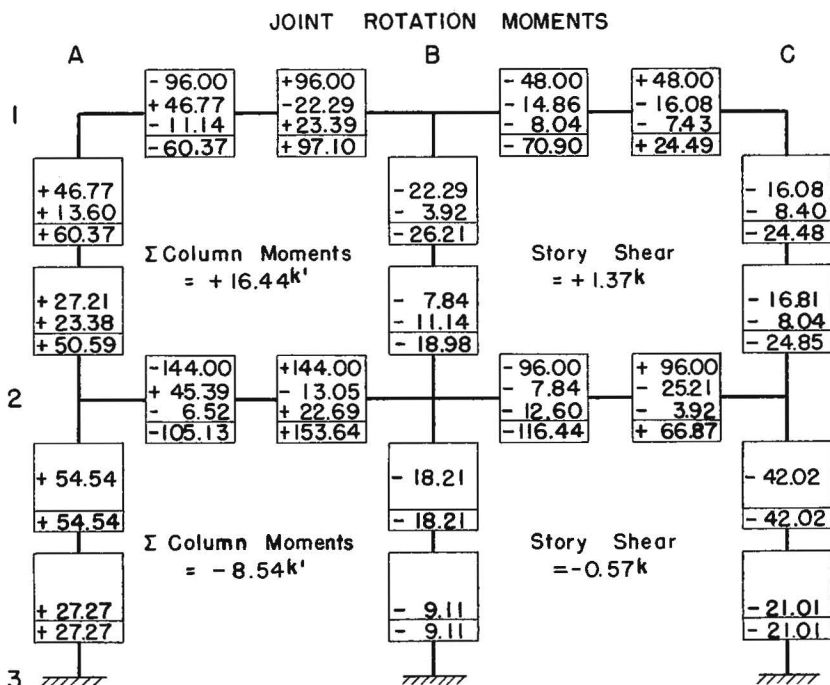 JOINT ROTATION MOMENTS
A B C
1
- 96.00 +96.00 - 48.00 + 48.00
+ 46.77 -22.29 - 14.86 - 16.08
- 11.14 +23.39 - 8.04 - 7.43
- 60.37 + 97.10 - 70.90 + 24.49
+ 46.77 -22.29 - 16.08
+ 13.60 - 3.92 - 8.40
+ 60.37 - 26.21 - 24.48
Σ Column Moments Story Shear
= + 16.44k' = + 1.37k
+ 27.21 - 7.84 - 16.81
+ 23.38 - 11.14 - 8.04
+ 50.59 - 18.98 - 24.85
2
-144.00 +144.00 - 96.00 + 96.00
+ 45.39 - 13.05 - 7.84 - 25.21
- 6.52 + 22.69 - 12.60 - 3.92
-105.13 +153.64 -116.44 + 66.87
+ 54.54 - 18.21 - 42.02
+ 54.54 - 18.21 - 42.02
Σ Column Moments Story Shear
= - 8.54k' =-0.57k
+ 27.27 - 9.11 -21.01
+ 27.27 - 9.11 - 21.01
3